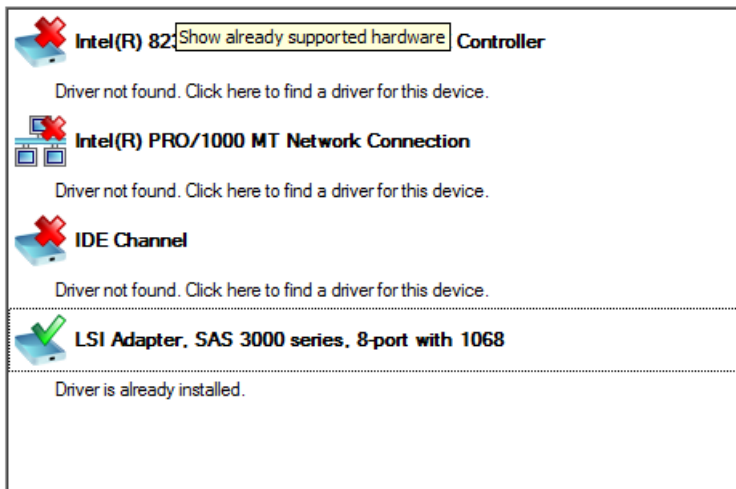 Intel(R) 82 Show already supported hardware Controller
Driver not found. Click here to find a driver for this device.
Intel(R) PRO/1000 MT Network Connection
Driver not found. Click here to find a driver for this device.
IDE Channel
Driver not found. Click here to find a driver for this device.
LSI Adapter, SAS 3000 series, 8-port with 1068
Driver is already installed.